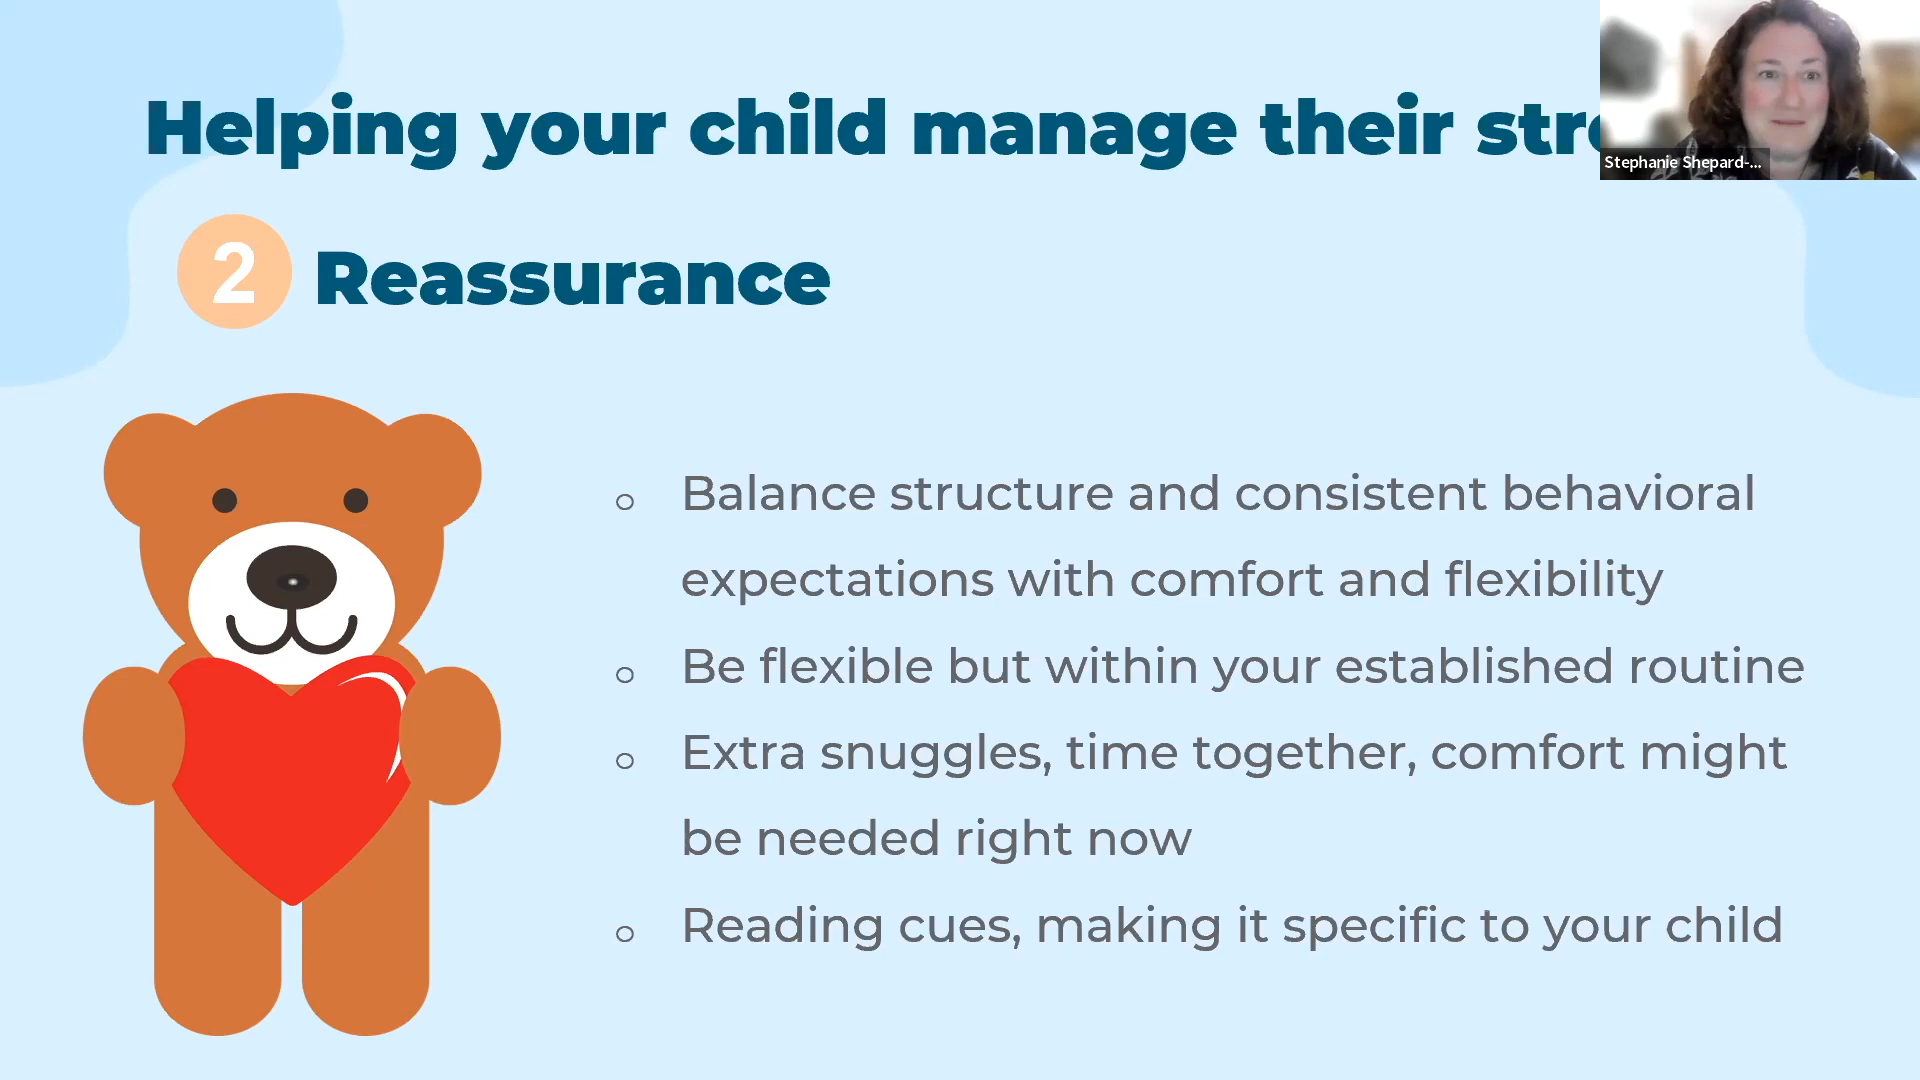 Helping your child manage their
Stephanie Shepard-...
2 Reassurance
o Balance structure and consistent behavioral
expectations with comfort and flexibility
o Be flexible but within your established routine
o Extra snuggles, time together, comfort might
be needed right now
o Reading cues, making it specific to your child